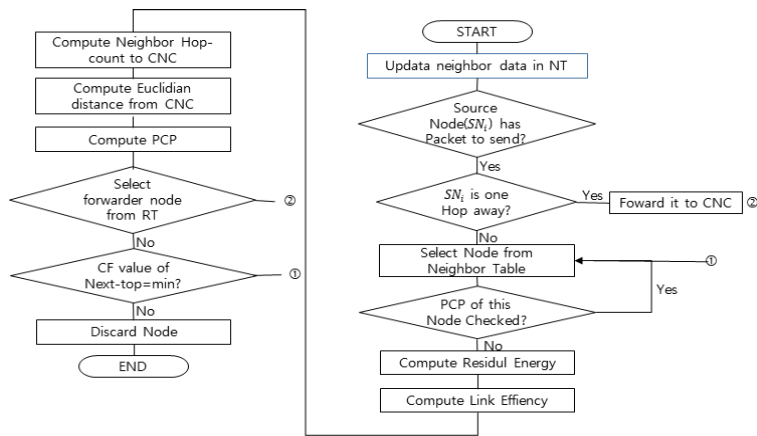 START
Updata neighbor data in NT
Source
Node(SNᵢ) has
Packet to send?
Yes
SNᵢ is one
Hop away?
Yes
Foward it to CNC
②
No
Select Node from
Neighbor Table
①
Yes
PCP of this
Node Checked?
No
Compute Residul Energy
Compute Link Effiency
Compute Neighbor Hop-
count to CNC
Compute Euclidian
distance from CNC
Compute PCP
Select
forwarder node
from RT
②
No
CF value of
Next-top=min?
①
No
Discard Node
END